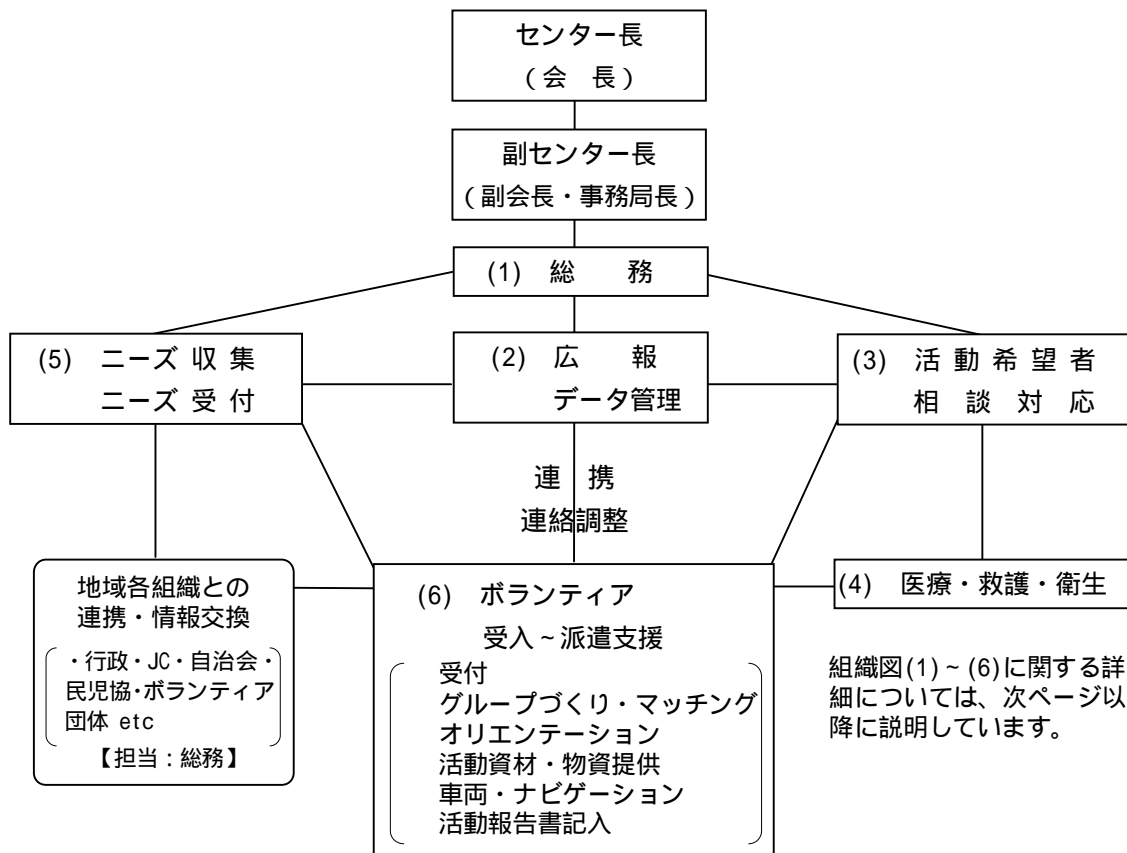 センター長
（会　長）
副センター長
（副会長・事務局長）
(1)　総　　務
(5)　ニーズ 収 集
ニーズ 受 付
(2)　広　　報
データ管理
(3)　活 動 希 望 者
相　談　対　応
連　携
連絡調整
地域各組織との
連携・情報交換
・行政・JC・自治会・
民児協・ボランティア
団体 etc
【担当：総務】
(6)　ボランティア
受入～派遣支援
受付
グループづくり・マッチング
オリエンテーション
活動資材・物資提供
車両・ナビゲーション
活動報告書記入
(4)　医療・救護・衛生
組織図(1)～(6)に関する詳
細については、次ページ以
降に説明しています。